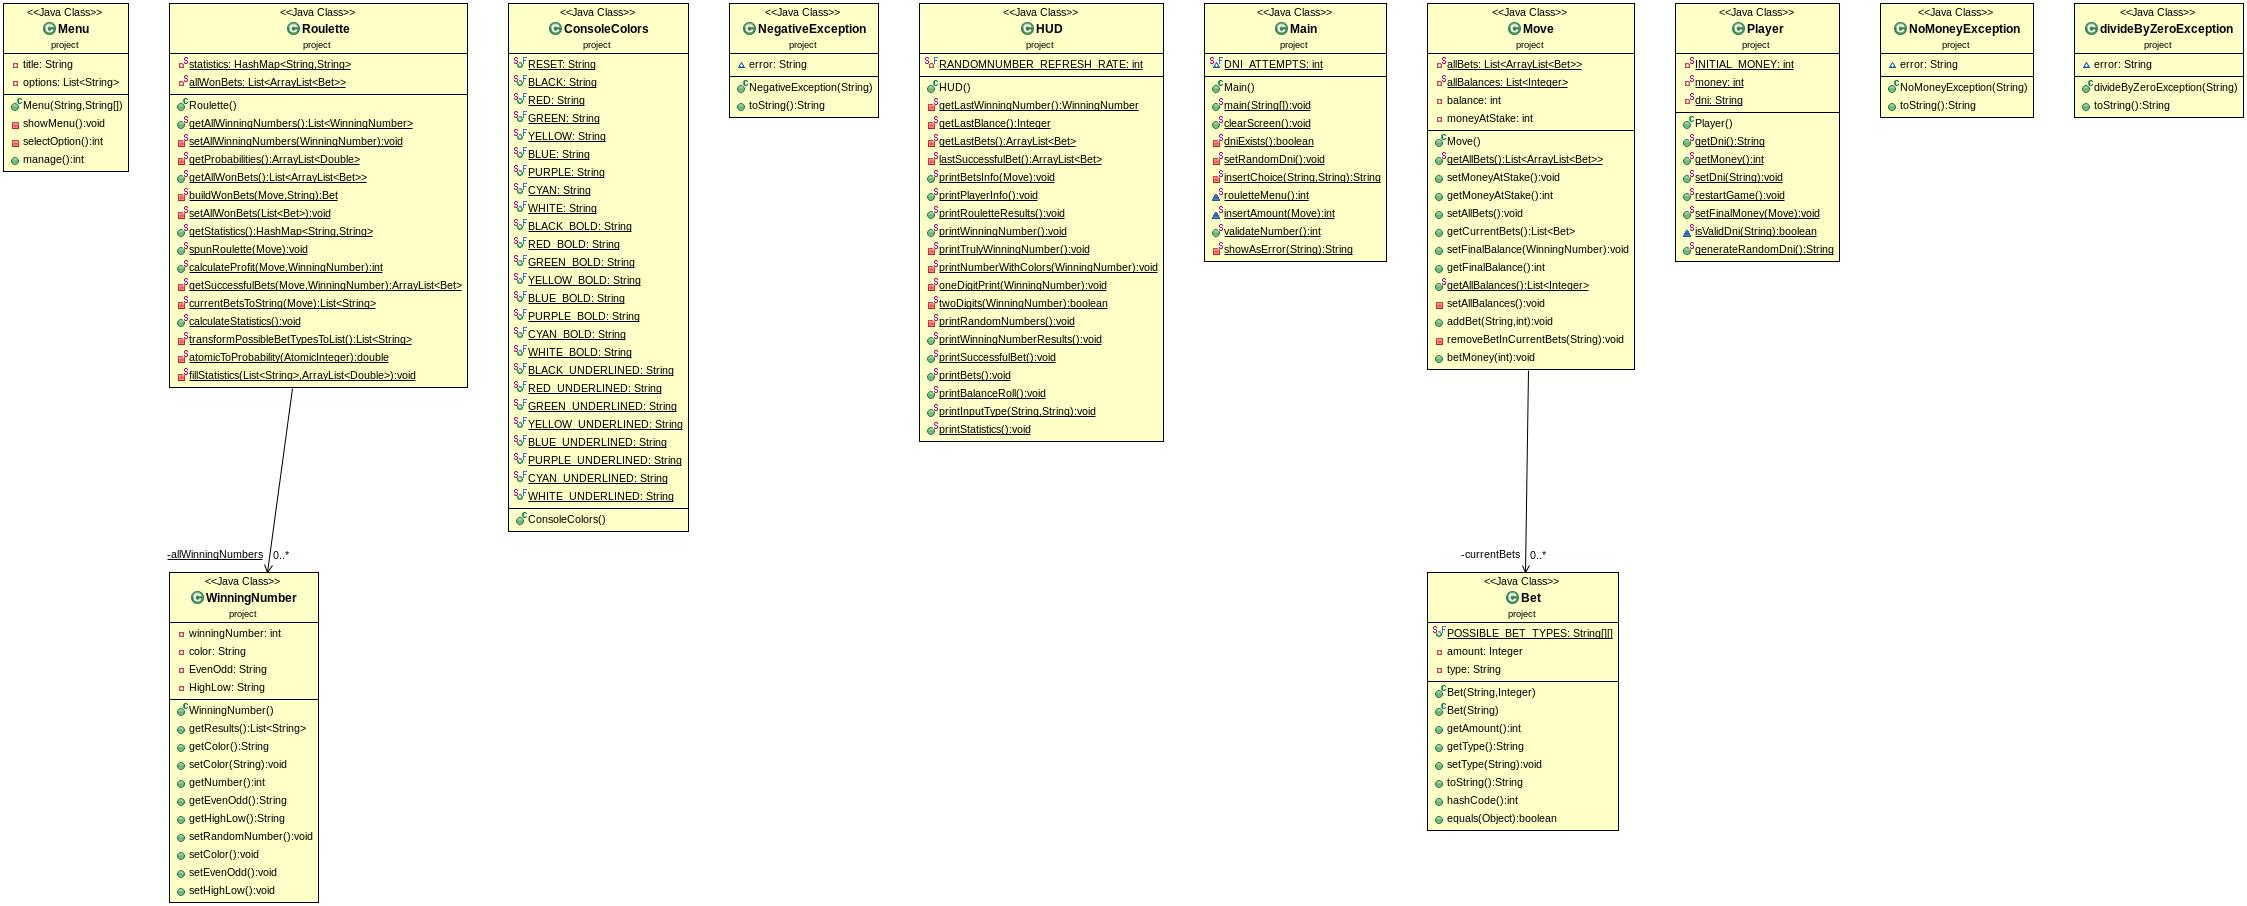 <<Java Class>>
Menu
project
title: String
options: List<String>
Menu(String,String[])
showMenu():void
selectOption():int
manage():int
<<Java Class>>
Roulette
project
statistics: HashMap<String,String>
allWonBets: List<ArrayList<Bet>>
Roulette()
getAllWinningNumbers():List<WinningNumber>
setAllWinningNumbers(WinningNumber):void
getProbabilities():ArrayList<Double>
getAllWonBets():List<ArrayList<Bet>>
buildWonBets(Move,String):Bet
setAllWonBets(List<Bet>):void
getStatistics():HashMap<String,String>
spunRoulette(Move):void
calculateProfit(Move,WinningNumber):int
getSuccessfulBets(Move,WinningNumber):ArrayList<Bet>
currentBetsToString(Move):List<String>
calculateStatistics():void
transformPossibleBetTypesToList():List<String>
atomicToProbability(AtomicInteger):double
fillStatistics(List<String>,ArrayList<Double>):void
<<Java Class>>
ConsoleColors
project
RESET: String
BLACK: String
RED: String
GREEN: String
YELLOW: String
BLUE: String
PURPLE: String
CYAN: String
WHITE: String
BLACK_BOLD: String
RED_BOLD: String
GREEN_BOLD: String
YELLOW_BOLD: String
BLUE_BOLD: String
PURPLE_BOLD: String
CYAN_BOLD: String
WHITE_BOLD: String
BLACK_UNDERLINED: String
RED_UNDERLINED: String
GREEN_UNDERLINED: String
YELLOW_UNDERLINED: String
BLUE_UNDERLINED: String
PURPLE_UNDERLINED: String
CYAN_UNDERLINED: String
WHITE_UNDERLINED: String
ConsoleColors()
<<Java Class>>
NegativeException
project
error: String
NegativeException(String)
toString():String
<<Java Class>>
HUD
project
RANDOMNUMBER_REFRESH_RATE: int
HUD()
getLastWinningNumber():WinningNumber
getLastBlance():Integer
getLastBets():ArrayList<Bet>
lastSuccessfulBet():ArrayList<Bet>
printBetsInfo(Move):void
printPlayerInfo():void
printRouletteResults():void
printWinningNumber():void
printTrulyWinningNumber():void
printNumberWithColors(WinningNumber):void
oneDigitPrint(WinningNumber):void
twoDigits(WinningNumber):boolean
printRandomNumbers():void
printWinningNumberResults():void
printSuccessfulBet():void
printBets():void
printBalanceRoll():void
printInputType(String,String):void
printStatistics():void
<<Java Class>>
Main
project
DNI_ATTEMPTS: int
Main()
main(String[]):void
clearScreen():void
dniExists():boolean
setRandomDni():void
insertChoice(String,String):String
rouletteMenu():int
insertAmount(Move):int
validateNumber():int
showAsError(String):String
<<Java Class>>
Move
project
allBets: List<ArrayList<Bet>>
allBalances: List<Integer>
balance: int
moneyAtStake: int
Move()
getAllBets():List<ArrayList<Bet>>
setMoneyAtStake():void
getMoneyAtStake():int
setAllBets():void
getCurrentBets():List<Bet>
setFinalBalance(WinningNumber):void
getFinalBalance():int
getAllBalances():List<Integer>
setAllBalances():void
addBet(String,int):void
removeBetInCurrentBets(String):void
betMoney(int):void
<<Java Class>>
Player
project
INITIAL_MONEY: int
money: int
dni: String
Player()
getDni():String
getMoney():int
setDni(String):void
restartGame():void
setFinalMoney(Move):void
isValidDni(String):boolean
generateRandomDni():String
<<Java Class>>
NoMoneyException
project
error: String
NoMoneyException(String)
toString():String
<<Java Class>>
divideByZeroException
project
error: String
divideByZeroException(String)
toString():String
-allWinningNumbers 0..*
<<Java Class>>
WinningNumber
project
winningNumber: int
color: String
EvenOdd: String
HighLow: String
WinningNumber()
getResults():List<String>
getColor():String
setColor(String):void
getNumber():int
getEvenOdd():String
getHighLow():String
setRandomNumber():void
setColor():void
setEvenOdd():void
setHighLow():void
-currentBets 0..*
<<Java Class>>
Bet
project
POSSIBLE_BET_TYPES: String[][]
amount: Integer
type: String
Bet(String,Integer)
Bet(String)
getAmount():int
getType():String
setType(String):void
toString():String
hashCode():int
equals(Object):boolean